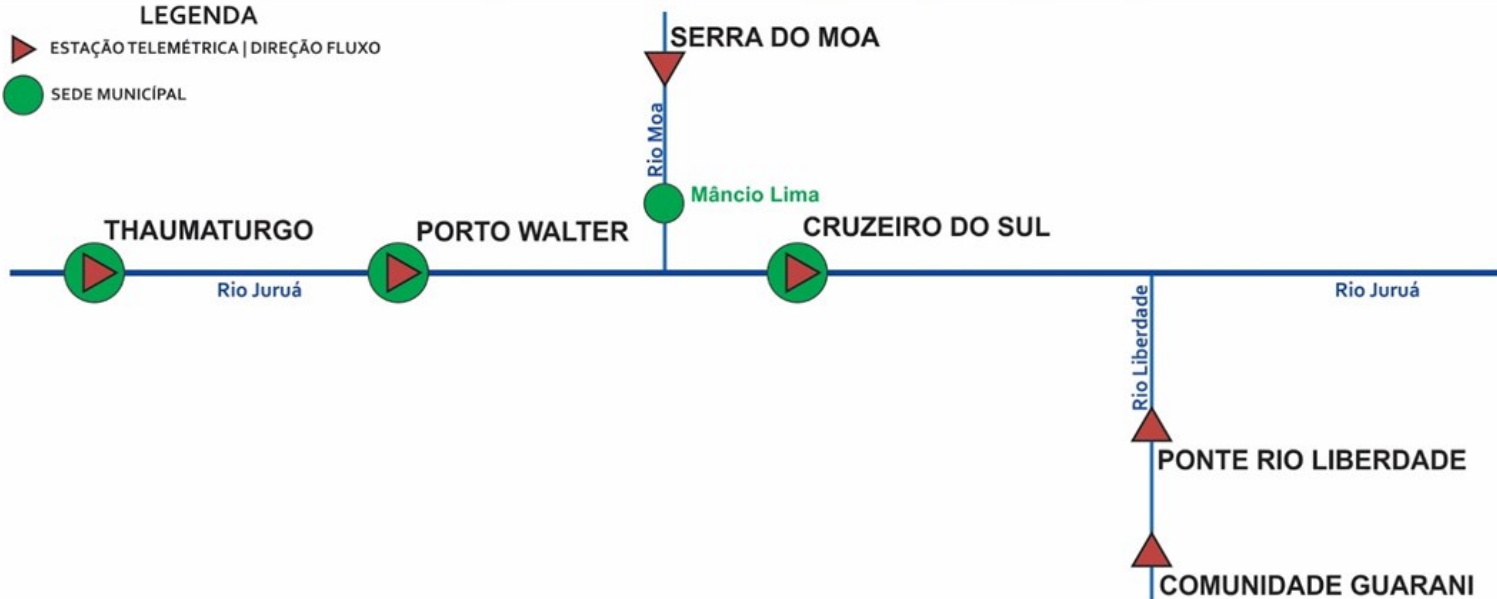 LEGENDA
ESTAÇÃO TELEMÉTRICA | DIREÇÃO FLUXO
SEDE MUNICÍPAL
SERRA DO MOA
Rio Moa
Mâncio Lima
THAUMATURGO
PORTO WALTER
CRUZEIRO DO SUL
Rio Juruá
Rio Juruá
Rio Liberdade
PONTE RIO LIBERDADE
COMUNIDADE GUARANI